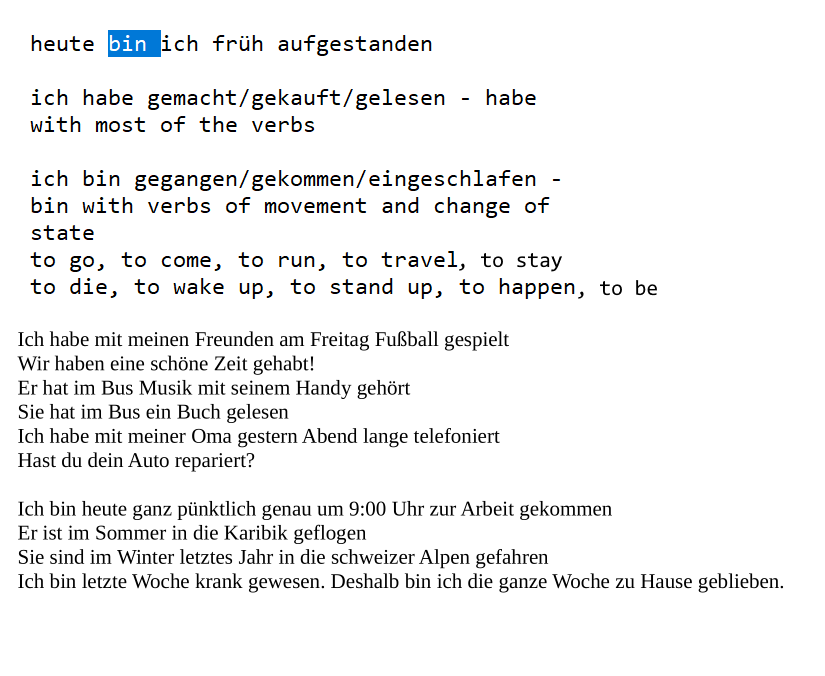 heute bin ich früh aufgestanden
ich habe gemacht/gekauft/gelesen - habe
with most of the verbs
ich bin gegangen/gekommen/eingeschlafen -
bin with verbs of movement and change of
state
to go, to come, to run, to travel, to stay
to die, to wake up, to stand up, to happen, to be
Ich habe mit meinen Freunden am Freitag Fußball gespielt
Wir haben eine schöne Zeit gehabt!
Er hat im Bus Musik mit seinem Handy gehört
Sie hat im Bus ein Buch gelesen
Ich habe mit meiner Oma gestern Abend lange telefoniert
Hast du dein Auto repariert?
Ich bin heute ganz pünktlich genau um 9:00 Uhr zur Arbeit gekommen
Er ist im Sommer in die Karibik geflogen
Sie sind im Winter letztes Jahr in die schweizer Alpen gefahren
Ich bin letzte Woche krank gewesen. Deshalb bin ich die ganze Woche zu Hause geblieben.